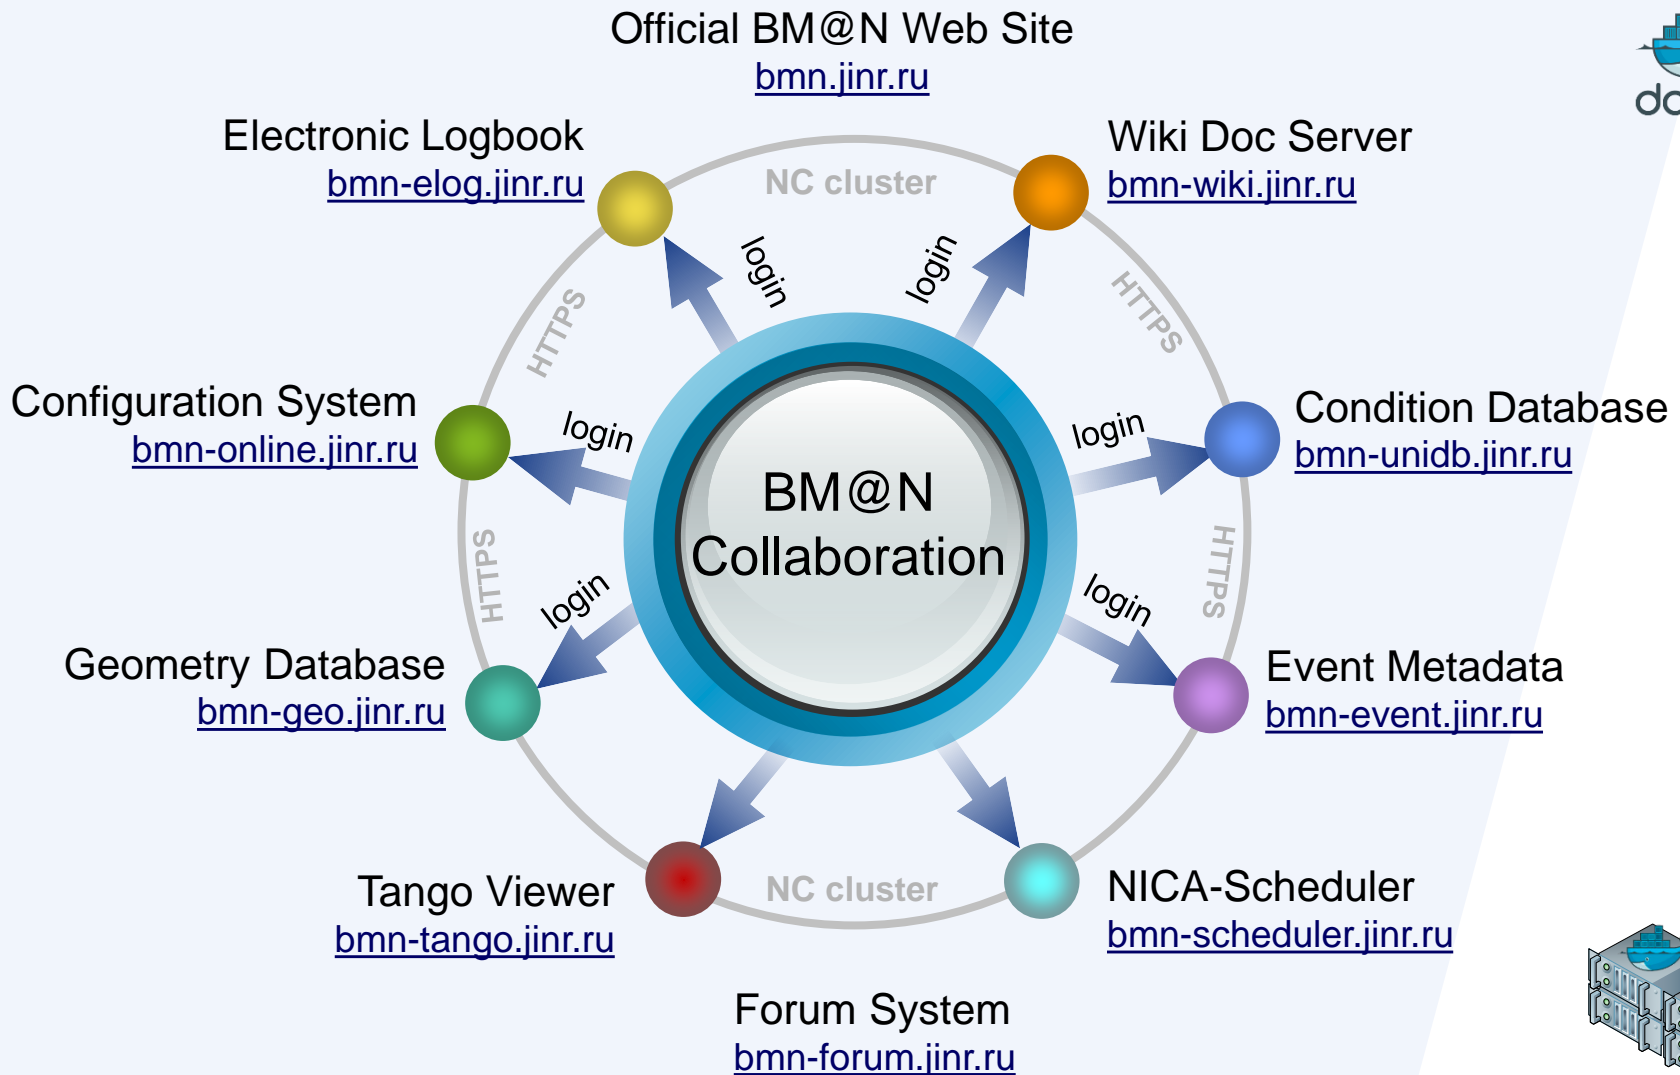 Official BM@N Web Site
bmn.jinr.ru
Electronic Logbook
bmn-elog.jinr.ru
NC cluster
Wiki Doc Server
bmn-wiki.jinr.ru
login
login
HTTPS
HTTPS
Configuration System
bmn-online.jinr.ru
login
login
Condition Database
bmn-unidb.jinr.ru
BM@N
Collaboration
HTTPS
HTTPS
login
login
Geometry Database
bmn-geo.jinr.ru
Event Metadata
bmn-event.jinr.ru
Tango Viewer
bmn-tango.jinr.ru
NC cluster
NICA-Scheduler
bmn-scheduler.jinr.ru
Forum System
bmn-forum.jinr.ru